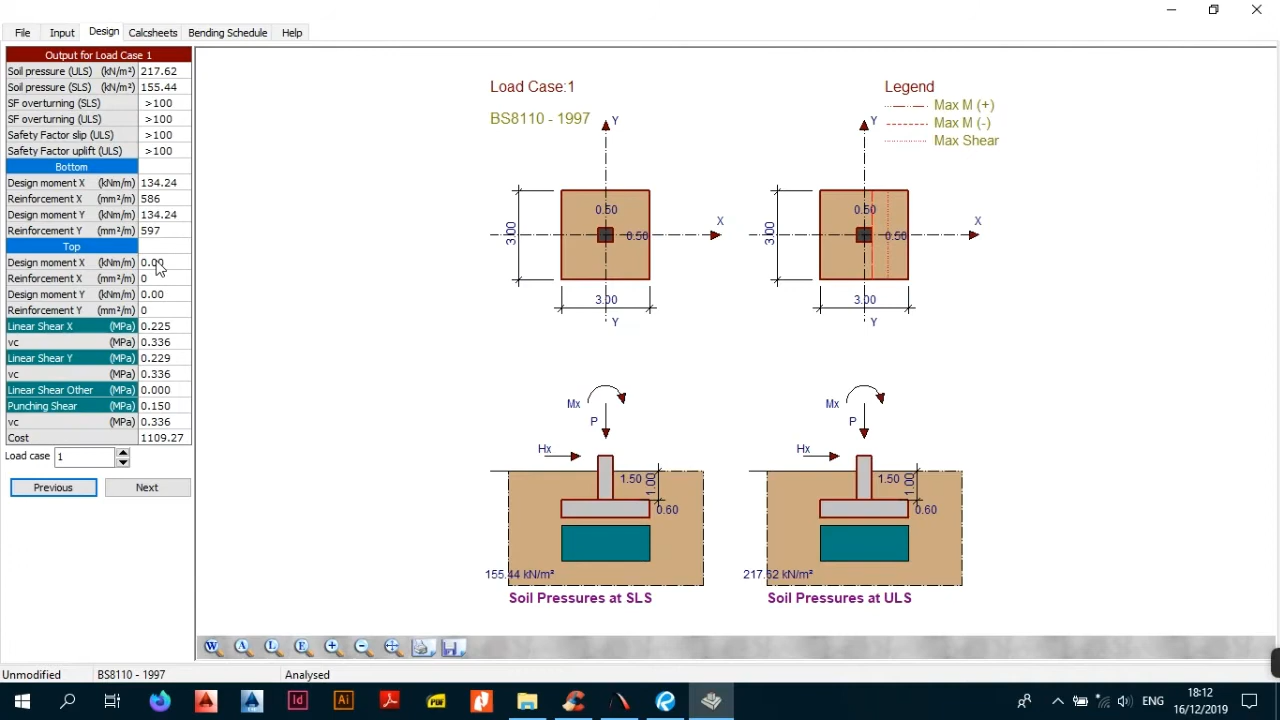 File Input Design Calcsheets Bending Schedule Help
Output for Load Case 1
Soil pressure (ULS) (kN/m²) 217.62
Soil pressure (SLS) (kN/m²) 155.44
SF overturning (SLS) >100
SF overturning (ULS) >100
Safety Factor slip (ULS) >100
Safety Factor uplift (ULS) >100
Bottom
Design moment X (kNm/m) 134.24
Reinforcement X (mm²/m) 586
Design moment Y (kNm/m) 134.24
Reinforcement Y (mm²/m) 597
Top
Design moment X (kNm/m) 0.00
Reinforcement X (mm²/m) 0
Design moment Y (kNm/m) 0.00
Reinforcement Y (mm²/m) 0
Linear Shear X (MPa) 0.225
vc (MPa) 0.336
Linear Shear Y (MPa) 0.229
vc (MPa) 0.336
Linear Shear Other (MPa) 0.000
Punching Shear (MPa) 0.150
vc (MPa) 0.336
Cost 1109.27
Load case 1
Previous Next
Load Case:1
BS8110 - 1997
Y
0.50
X
3.00
0.50
3.00
Y
Legend
Max M (+)
Max M (-)
Max Shear
Y
0.50
X
3.00
0.50
3.00
Y
Mx
P
Hx
1.50
1.00
0.60
155.44 kN/m²
Soil Pressures at SLS
Mx
P
Hx
1.50
1.00
0.60
217.62 kN/m²
Soil Pressures at ULS
W A L E
Unmodified BS8110 - 1997 Analysed
Id Ai
ENG
18:12
16/12/2019